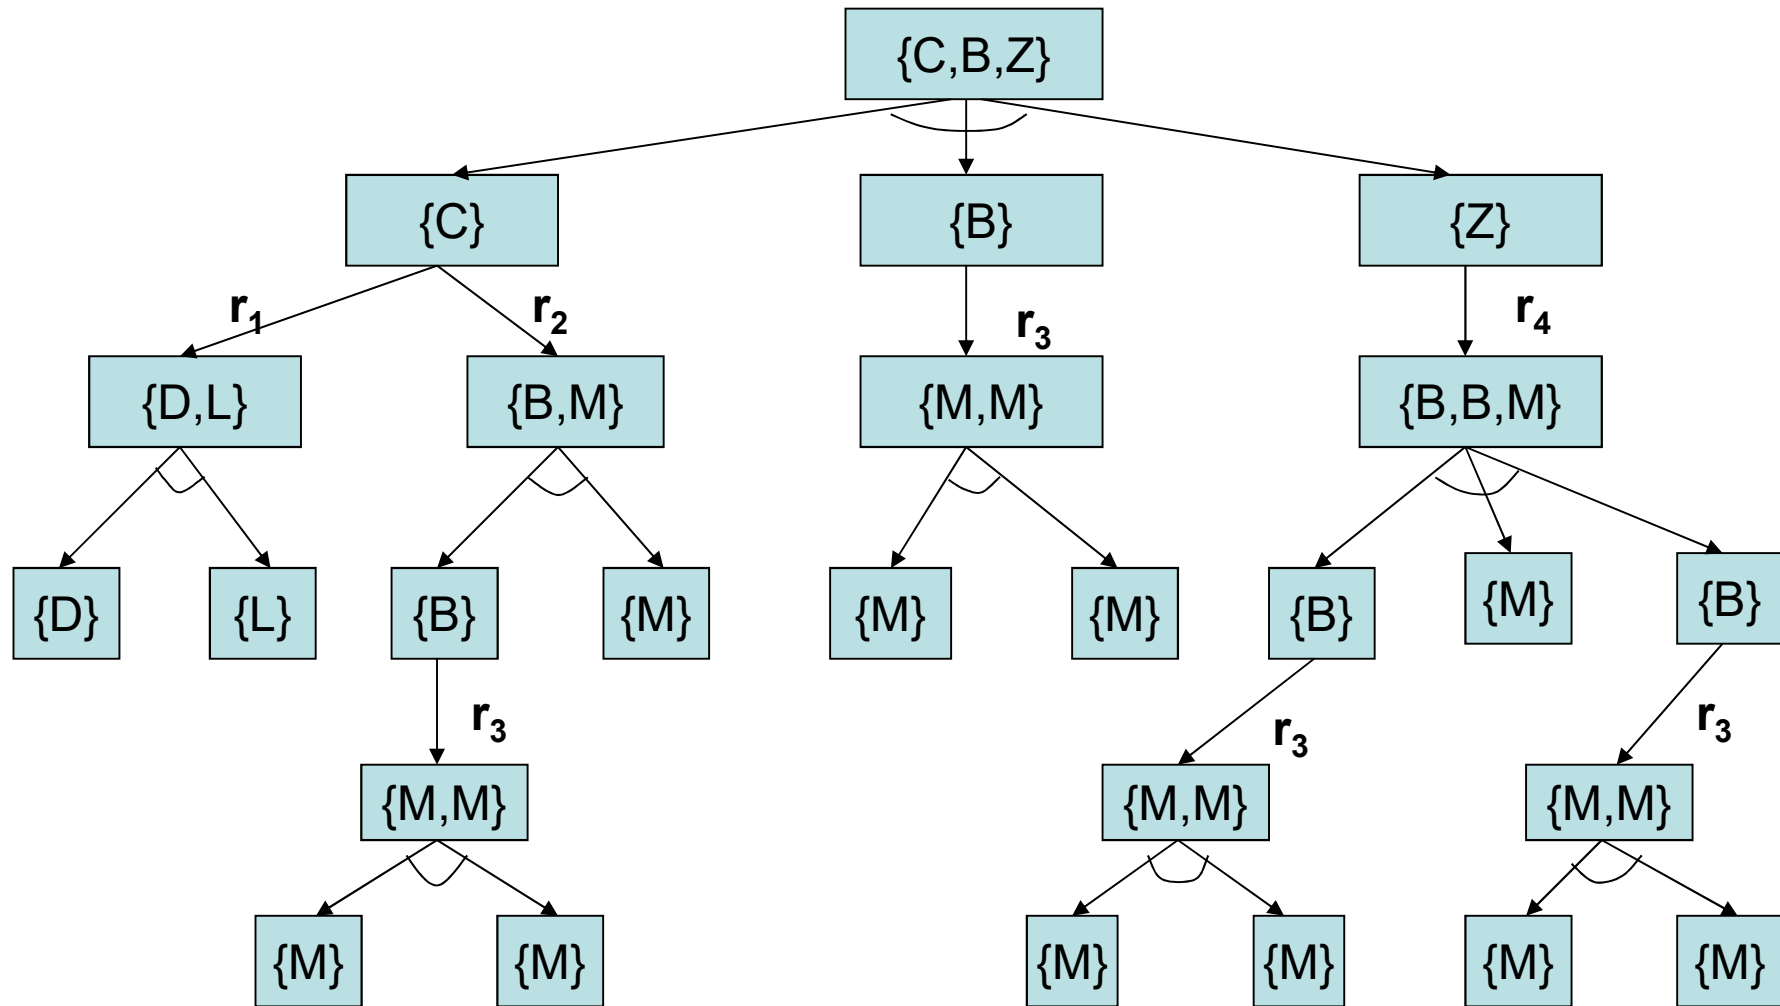 {C,B,Z}
{C} {B} {Z}
r₁ r₂ r₃ r₄
{D,L} {B,M} {M,M} {B,B,M}
{D} {L} {B} {M} {M} {M} {B} {M} {B}
r₃ r₃ r₃
{M,M} {M,M} {M,M}
{M} {M} {M} {M} {M} {M}